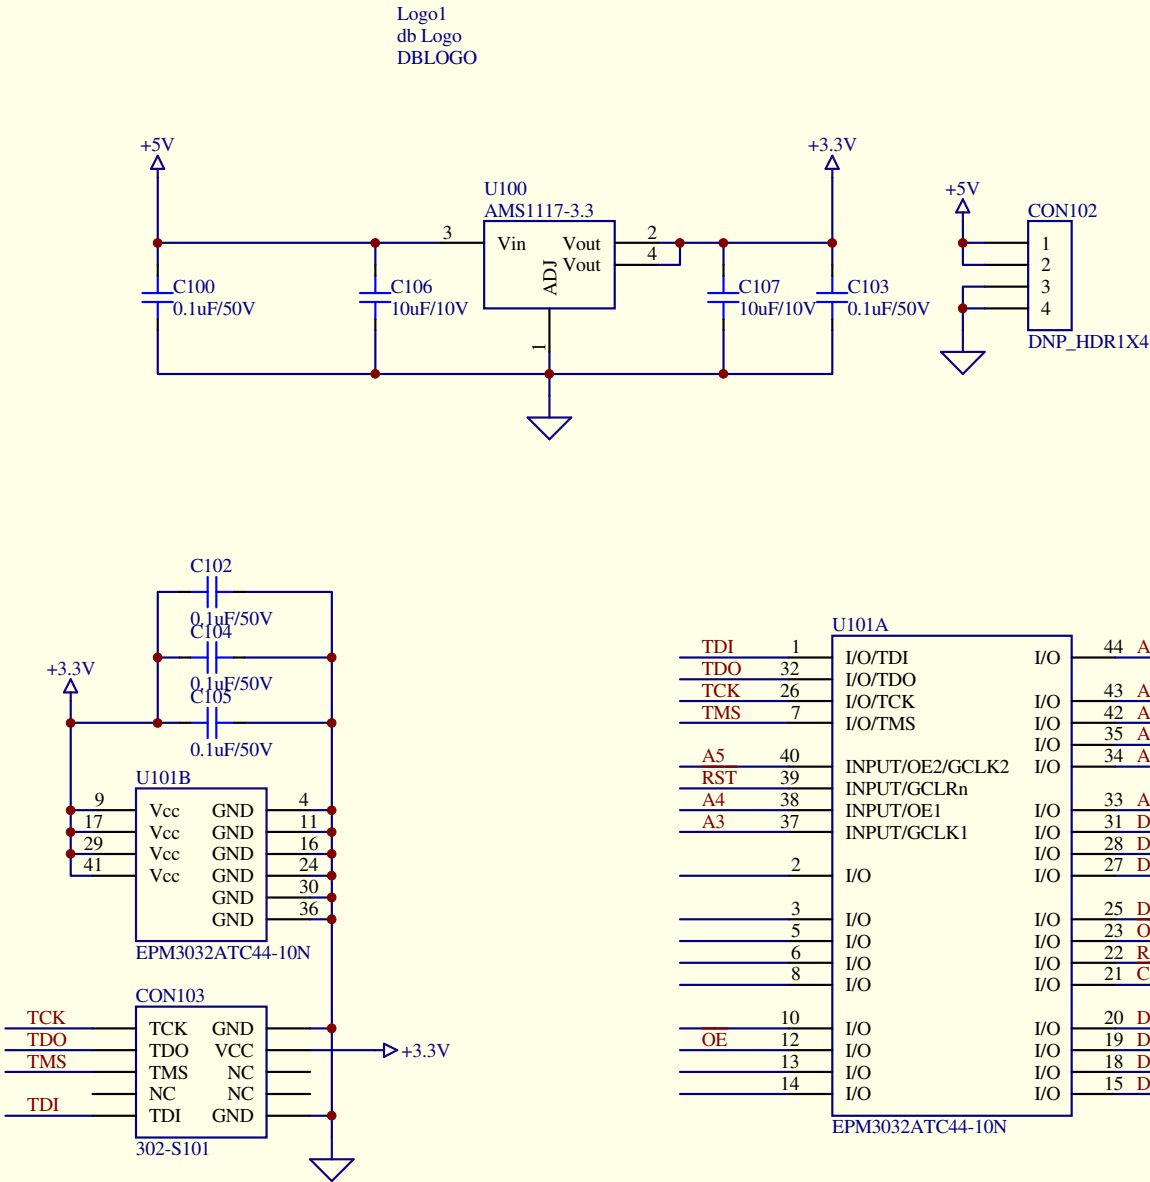 Logo1
db Logo
DBLOGO
+5V
+3.3V
U100
AMS1117-3.3
3
Vin
Vout
2
Vout
4
ADJ
1
C100
0.1uF/50V
C106
10uF/10V
C107
10uF/10V
C103
0.1uF/50V
+5V
CON102
1
2
3
4
DNP_HDR1X4
C102
0.1uF/50V
C104
0.1uF/50V
C105
0.1uF/50V
+3.3V
U101B
9 Vcc GND 4
17 Vcc GND 11
29 Vcc GND 16
41 Vcc GND 24
GND 30
GND 36
EPM3032ATC44-10N
CON103
TCK TCK GND
TDO TDO VCC +3.3V
TMS TMS NC
NC NC
TDI TDI GND
302-S101
U101A
TDI 1 I/O/TDI I/O 44 A
TDO 32 I/O/TDO
TCK 26 I/O/TCK I/O 43 A
TMS 7 I/O/TMS I/O 42 A
I/O 35 A
A5 40 INPUT/OE2/GCLK2 I/O 34 A
RST 39 INPUT/GCLRn
A4 38 INPUT/OE1 I/O 33 A
A3 37 INPUT/GCLK1 I/O 31 D
I/O 28 D
2 I/O I/O 27 D
3 I/O I/O 25 D
5 I/O I/O 23 O
6 I/O I/O 22 R
8 I/O I/O 21 C
10 I/O I/O 20 D
OE 12 I/O I/O 19 D
13 I/O I/O 18 D
14 I/O I/O 15 D
EPM3032ATC44-10N